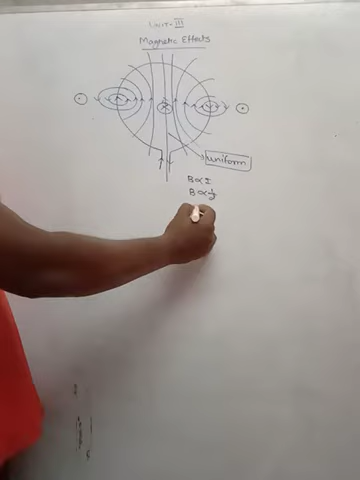 Unit-III
Magnetic Effects
uniform
B ∝ I
B ∝ 1/